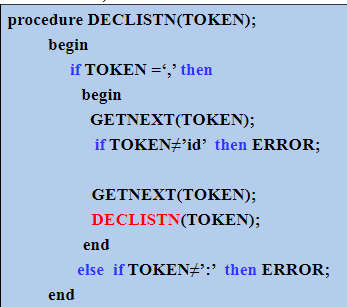 procedure DECLISTN(TOKEN);
begin
if TOKEN =‘,’ then
begin
GETNEXT(TOKEN);
if TOKEN≠’id’ then ERROR;
GETNEXT(TOKEN);
DECLISTN(TOKEN);
end
else if TOKEN≠’:’ then ERROR;
end